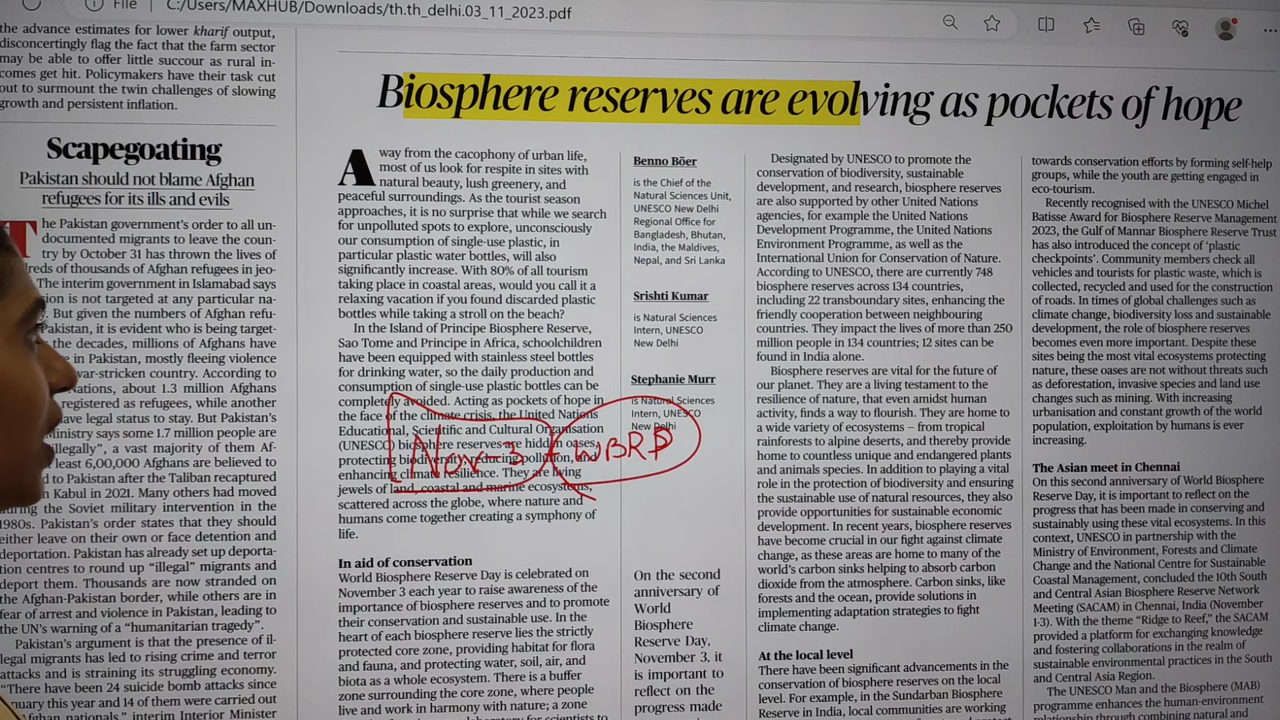 File
C:/Users/MAXHUB/Downloads/th.th_delhi.03_11_2023.pdf
the advance estimates for lower kharif output,
disconcertingly flag the fact that the farm sector
may be able to offer little succour as rural in-
comes get hit. Policymakers have their task cut
out to surmount the twin challenges of slowing
growth and persistent inflation.
Scapegoating
Pakistan should not blame Afghan
refugees for its ills and evils
The Pakistan government's order to all un-
documented migrants to leave the coun-
try by October 31 has thrown the lives of
reds of thousands of Afghan refugees in jeo-
The interim government in Islamabad says
ion is not targeted at any particular na-
. But given the numbers of Afghan refu-
Pakistan, it is evident who is being target-
the decades, millions of Afghans have
in Pakistan, mostly fleeing violence
war-stricken country. According to
Nations, about 1.3 million Afghans
registered as refugees, while another
have legal status to stay. But Pakistan's
Ministry says some 1.7 million people are
illegally", a vast majority of them Af-
least 6,00,000 Afghans are believed to
d to Pakistan after the Taliban recaptured
Kabul in 2021. Many others had moved
during the Soviet military intervention in the
1980s. Pakistan's order states that they should
either leave on their own or face detention and
deportation. Pakistan has already set up deporta-
tion centres to round up "illegal" migrants and
deport them. Thousands are now stranded on
the Afghan-Pakistan border, while others are in
fear of arrest and violence in Pakistan, leading to
the UN's warning of a "humanitarian tragedy".
Pakistan's argument is that the presence of il-
legal migrants has led to rising crime and terror
attacks and is straining its struggling economy.
"There have been 24 suicide bomb attacks since
nuary this year and 14 of them were carried out
Afghan nationals," interim Interior Minister
Biosphere reserves are evolving as pockets of hope
Away from the cacophony of urban life,
most of us look for respite in sites with
natural beauty, lush greenery, and
peaceful surroundings. As the tourist season
approaches, it is no surprise that while we search
for unpolluted spots to explore, unconsciously
our consumption of single-use plastic, in
particular plastic water bottles, will also
significantly increase. With 80% of all tourism
taking place in coastal areas, would you call it a
relaxing vacation if you found discarded plastic
bottles while taking a stroll on the beach?
In the Island of Principe Biosphere Reserve,
Sao Tome and Principe in Africa, schoolchildren
have been equipped with stainless steel bottles
for drinking water, so the daily production and
consumption of single-use plastic bottles can be
completely avoided. Acting as pockets of hope in
the face of the climate crisis, the United Nations
Educational, Scientific and Cultural Organisation
(UNESCO) biosphere reserves are hidden oases,
protecting biodiversity, reducing pollution, and
enhancing climate resilience. They are living
jewels of land, coastal and marine ecosystems,
scattered across the globe, where nature and
humans come together creating a symphony of
life.
Nov-3 WBRD
In aid of conservation
World Biosphere Reserve Day is celebrated on
November 3 each year to raise awareness of the
importance of biosphere reserves and to promote
their conservation and sustainable use. In the
heart of each biosphere reserve lies the strictly
protected core zone, providing habitat for flora
and fauna, and protecting water, soil, air, and
biota as a whole ecosystem. There is a buffer
zone surrounding the core zone, where people
live and work in harmony with nature; a zone
laboratory for scientists to
Benno Böer
is the Chief of the
Natural Sciences Unit,
UNESCO New Delhi
Regional Office for
Bangladesh, Bhutan,
India, the Maldives,
Nepal, and Sri Lanka
Srishti Kumar
is Natural Sciences
Intern, UNESCO
New Delhi
Stephanie Murr
is Natural Sciences
Intern, UNESCO
New Delhi
On the second
anniversary of
World
Biosphere
Reserve Day,
November 3, it
is important to
reflect on the
progress made
Designated by UNESCO to promote the
conservation of biodiversity, sustainable
development, and research, biosphere reserves
are also supported by other United Nations
agencies, for example the United Nations
Development Programme, the United Nations
Environment Programme, as well as the
International Union for Conservation of Nature.
According to UNESCO, there are currently 748
biosphere reserves across 134 countries,
including 22 transboundary sites, enhancing the
friendly cooperation between neighbouring
countries. They impact the lives of more than 250
million people in 134 countries; 12 sites can be
found in India alone.
Biosphere reserves are vital for the future of
our planet. They are a living testament to the
resilience of nature, that even amidst human
activity, finds a way to flourish. They are home to
a wide variety of ecosystems – from tropical
rainforests to alpine deserts, and thereby provide
home to countless unique and endangered plants
and animals species. In addition to playing a vital
role in the protection of biodiversity and ensuring
the sustainable use of natural resources, they also
provide opportunities for sustainable economic
development. In recent years, biosphere reserves
have become crucial in our fight against climate
change, as these areas are home to many of the
world's carbon sinks helping to absorb carbon
dioxide from the atmosphere. Carbon sinks, like
forests and the ocean, provide solutions in
implementing adaptation strategies to fight
climate change.
At the local level
There have been significant advancements in the
conservation of biosphere reserves on the local
level. For example, in the Sundarban Biosphere
Reserve in India, local communities are working
towards conservation efforts by forming self-help
groups, while the youth are getting engaged in
eco-tourism.
Recently recognised with the UNESCO Michel
Batisse Award for Biosphere Reserve Management
2023, the Gulf of Mannar Biosphere Reserve Trust
has also introduced the concept of 'plastic
checkpoints'. Community members check all
vehicles and tourists for plastic waste, which is
collected, recycled and used for the construction
of roads. In times of global challenges such as
climate change, biodiversity loss and sustainable
development, the role of biosphere reserves
becomes even more important. Despite these
sites being the most vital ecosystems protecting
nature, these oases are not without threats such
as deforestation, invasive species and land use
changes such as mining. With increasing
urbanisation and constant growth of the world
population, exploitation by humans is ever
increasing.
The Asian meet in Chennai
On this second anniversary of World Biosphere
Reserve Day, it is important to reflect on the
progress that has been made in conserving and
sustainably using these vital ecosystems. In this
context, UNESCO in partnership with the
Ministry of Environment, Forests and Climate
Change and the National Centre for Sustainable
Coastal Management, concluded the 10th South
and Central Asian Biosphere Reserve Network
Meeting (SACAM) in Chennai, India (November
1-3). With the theme "Ridge to Reef," the SACAM
provided a platform for exchanging knowledge
and fostering collaborations in the realm of
sustainable environmental practices in the South
and Central Asia Region.
The UNESCO Man and the Biosphere (MAB)
programme enhances the human-environment
relationship through combining natural and